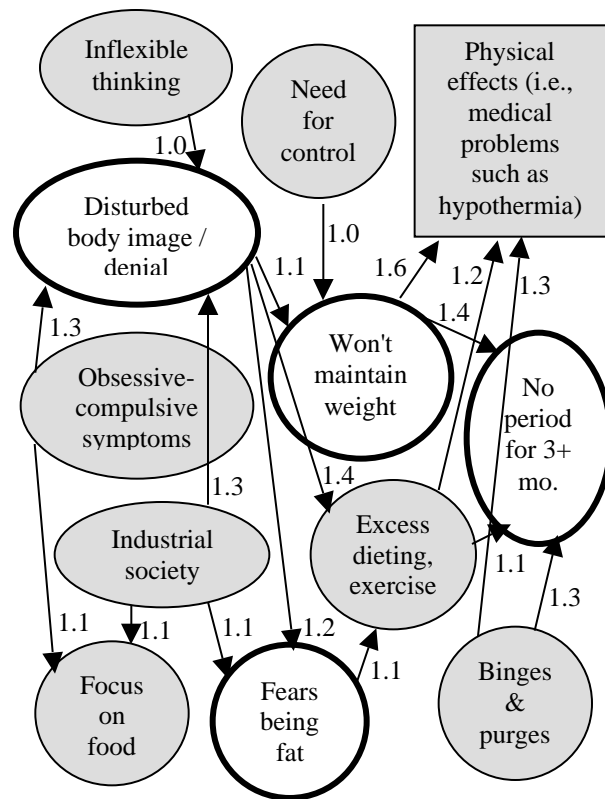 Inflexible
thinking
Need
for
control
Physical
effects (i.e.,
medical
problems
such as
hypothermia)
1.0
Disturbed
body image /
denial
1.1
1.0
1.6
1.2
1.3
1.4
1.3
Won't
maintain
weight
No
period
for 3+
mo.
Obsessive-
compulsive
symptoms
1.3
1.4
Industrial
society
Excess
dieting,
exercise
1.1
1.3
1.1
1.1
1.1
1.2
1.1
Focus
on
food
Fears
being
fat
Binges
&
purges